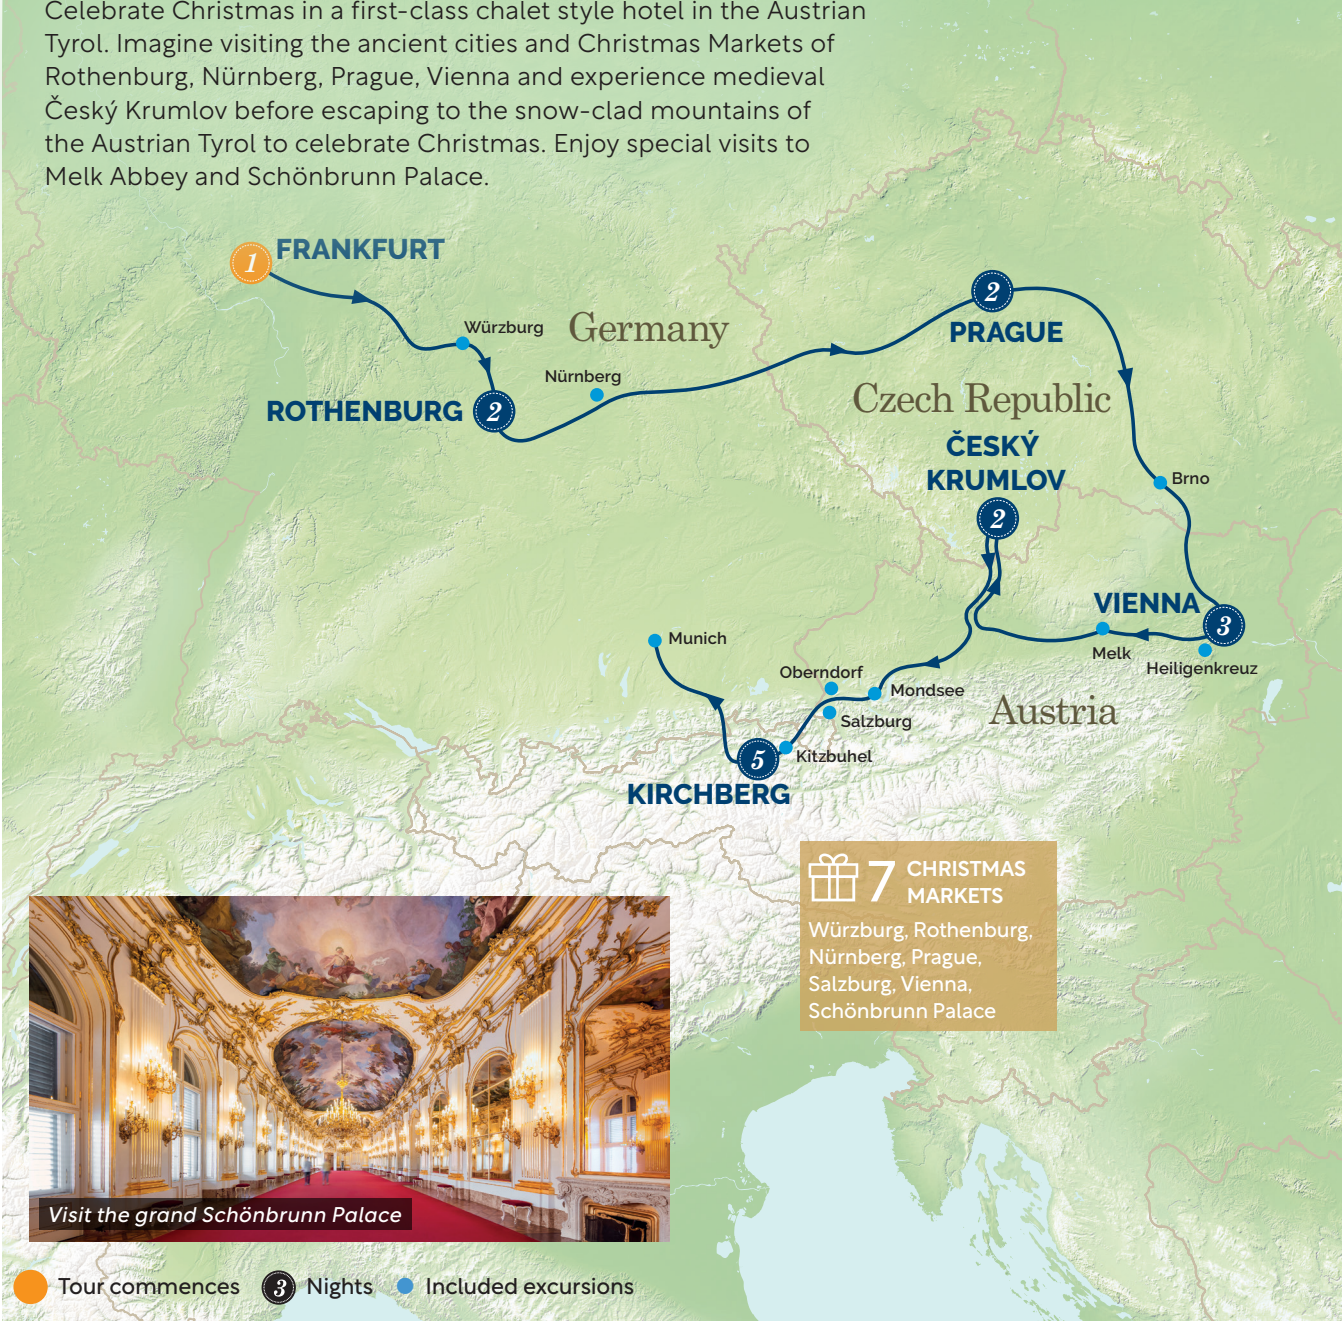 Celebrate Christmas in a first-class chalet style hotel in the Austrian
Tyrol. Imagine visiting the ancient cities and Christmas Markets of
Rothenburg, Nürnberg, Prague, Vienna and experience medieval
Český Krumlov before escaping to the snow-clad mountains of
the Austrian Tyrol to celebrate Christmas. Enjoy special visits to
Melk Abbey and Schönbrunn Palace.
1 FRANKFURT
Würzburg
Germany
Nürnberg
ROTHENBURG 2
2
PRAGUE
Czech Republic
ČESKÝ
KRUMLOV
2
Brno
VIENNA 3
Melk
Heiligenkreuz
Munich
Oberndorf
Mondsee
Salzburg
Austria
Kitzbuhel
5
KIRCHBERG
7 CHRISTMAS
MARKETS
Würzburg, Rothenburg,
Nürnberg, Prague,
Salzburg, Vienna,
Schönbrunn Palace
Visit the grand Schönbrunn Palace
Tour commences 3 Nights Included excursions